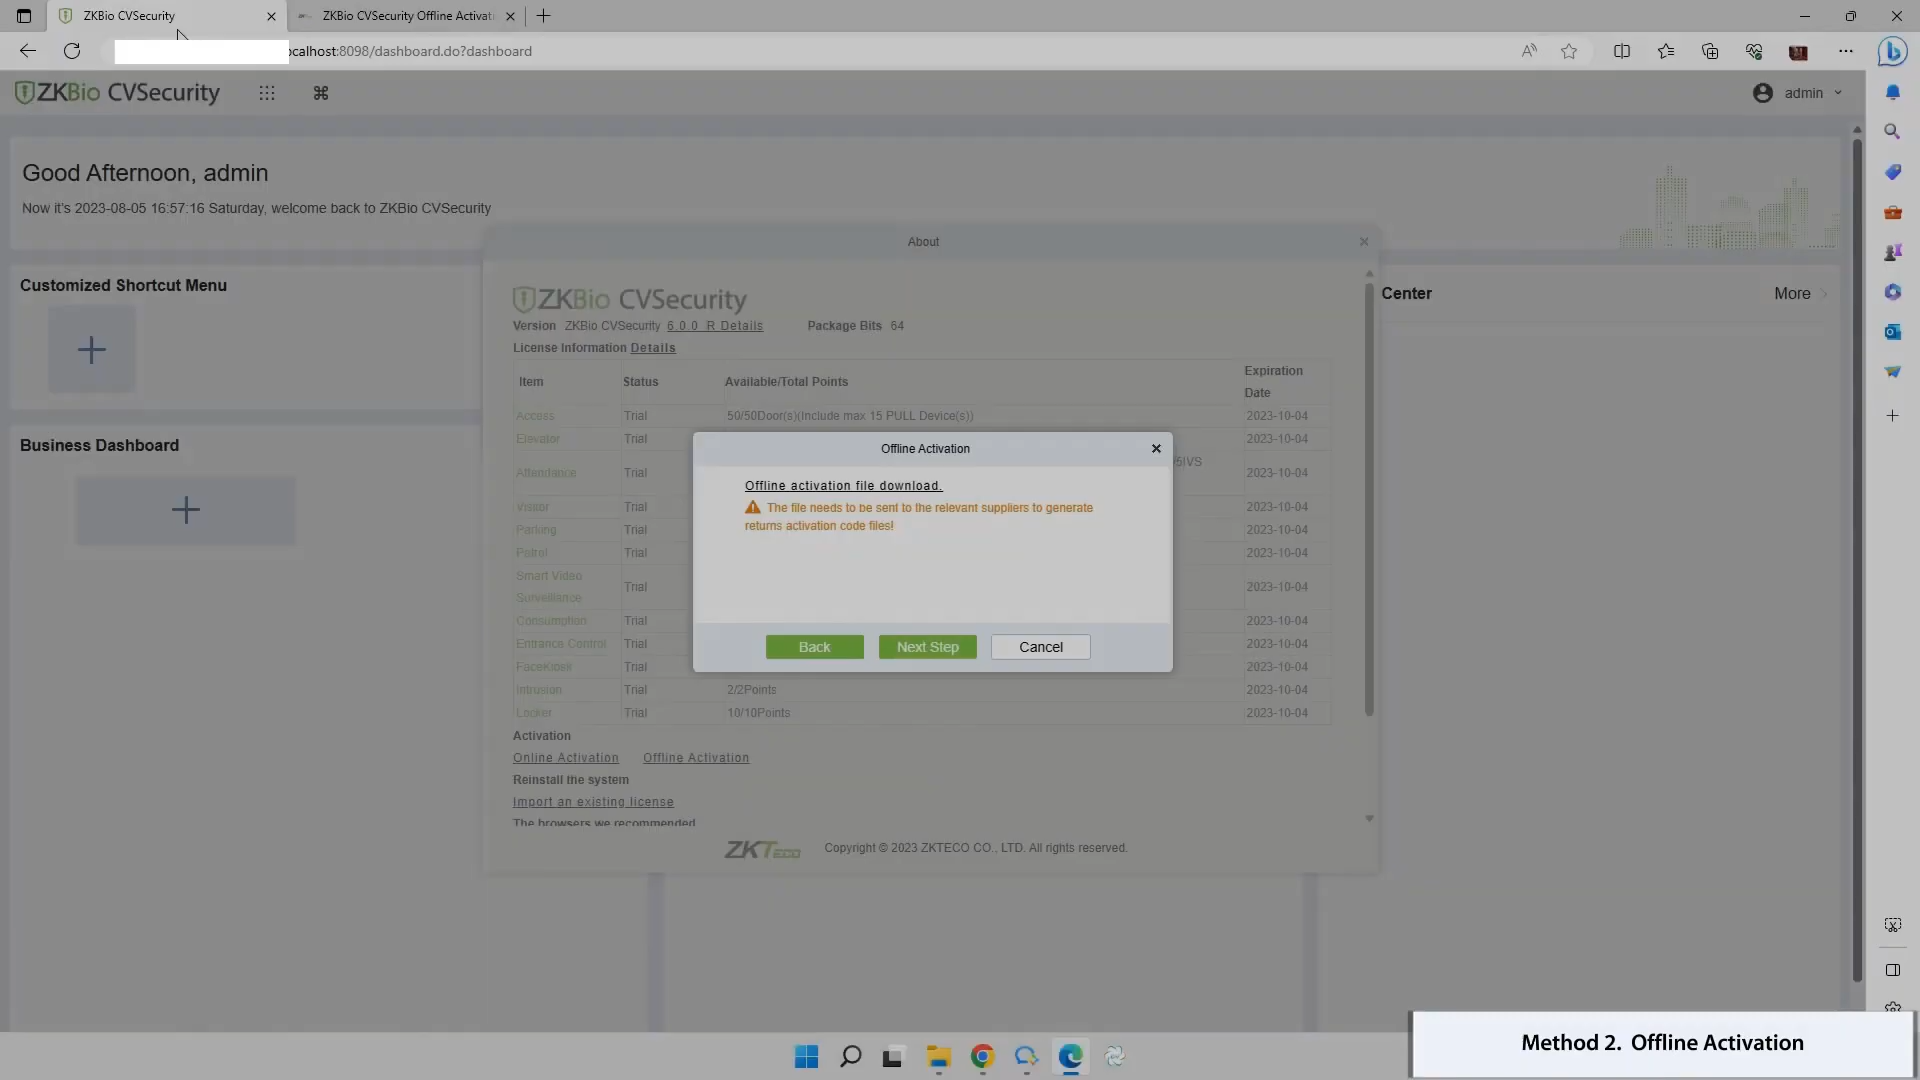 ZKBio CVSecurity
ZKBio CVSecurity Offline Activat
ocalhost:8098/dashboard.do?dashboard
ZKBio CVSecurity
admin
Good Afternoon, admin
Now it's 2023-08-05 16:57:16 Saturday, welcome back to ZKBio CVSecurity
About
Customized Shortcut Menu
Center
More
Business Dashboard
ZKBio CVSecurity
Version ZKBio CVSecurity 6.0.0_R Details Package Bits 64
License Information Details
Item Status Available/Total Points Expiration Date
Access Trial 50/50Door(s)(Include max 15 PULL Device(s)) 2023-10-04
Elevator Trial 2023-10-04
Attendance Trial /5IVS 2023-10-04
Visitor Trial 2023-10-04
Parking Trial 2023-10-04
Patrol Trial 2023-10-04
Smart Video Surveillance Trial 2023-10-04
Consumption Trial 2023-10-04
Entrance Control Trial 2023-10-04
FaceKiosk Trial 2023-10-04
Intrusion Trial 2/2Points 2023-10-04
Locker Trial 10/10Points 2023-10-04
Offline Activation
Offline activation file download.
The file needs to be sent to the relevant suppliers to generate
returns activation code files!
Back
Next Step
Cancel
Activation
Online Activation Offline Activation
Reinstall the system
Import an existing license
The browsers we recommended
ZKTECO Copyright © 2023 ZKTECO CO., LTD. All rights reserved.
Method 2. Offline Activation